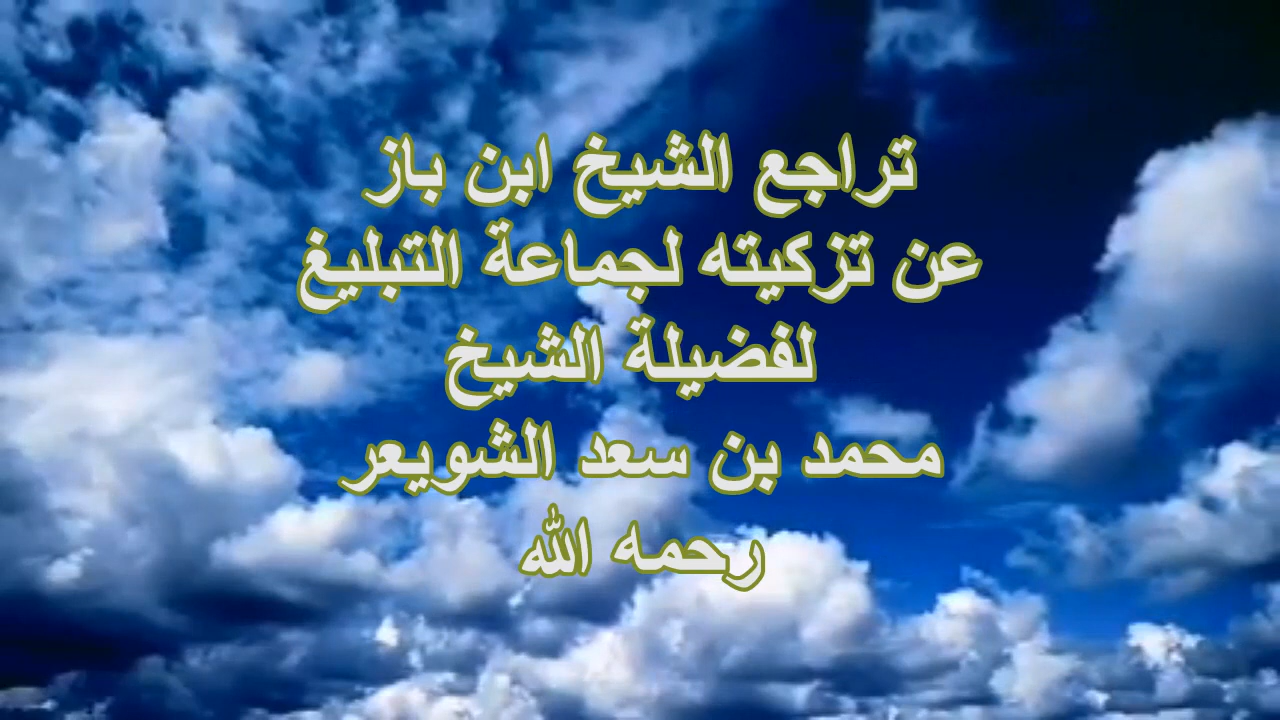 تراجع الشيخ ابن باز
عن تزكيته لجماعة التبليغ
لفضيلة الشيخ
محمد بن سعد الشويعر
رحمه الله